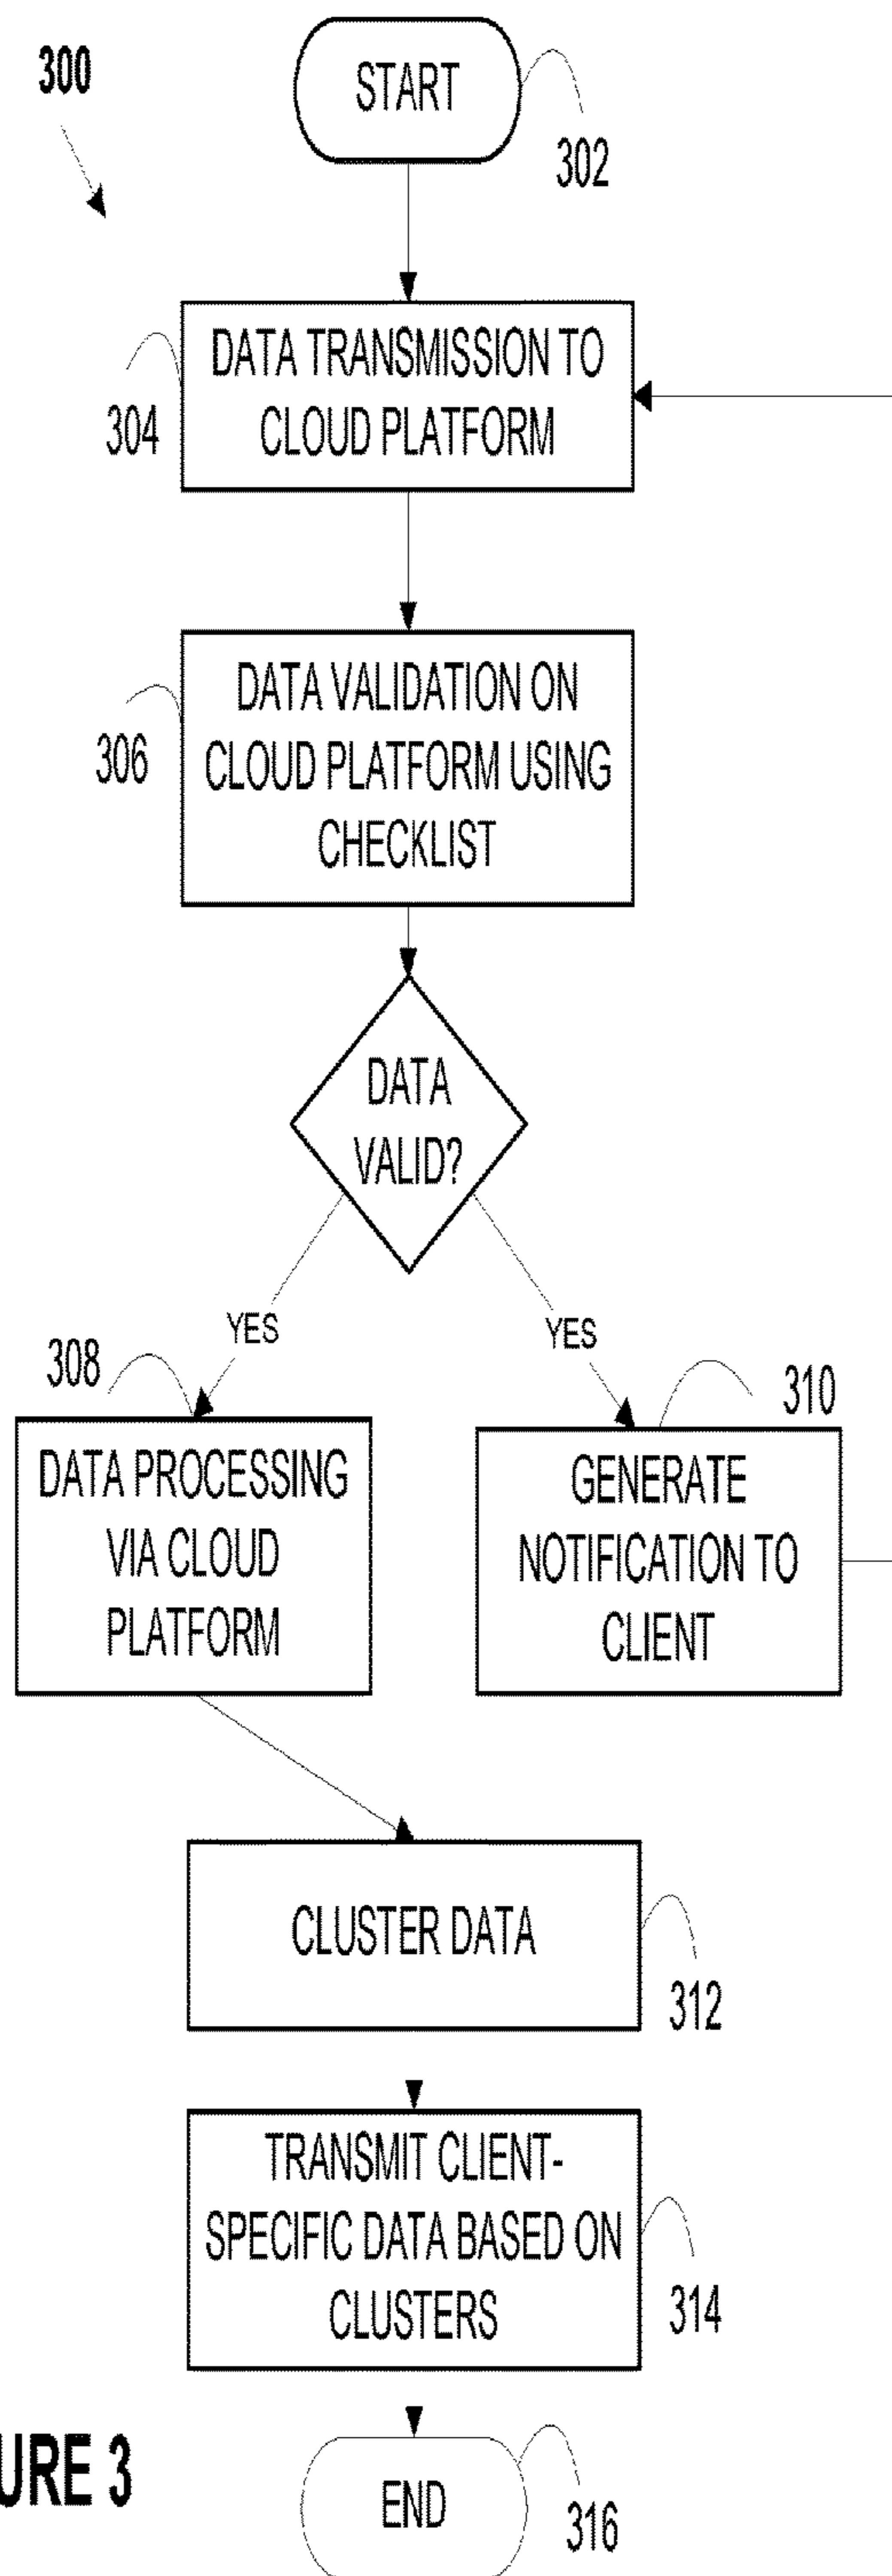 300
START
302
DATA TRANSMISSION TO
CLOUD PLATFORM
304
DATA VALIDATION ON
CLOUD PLATFORM USING
CHECKLIST
306
DATA
VALID?
YES
YES
308
310
DATA PROCESSING
VIA CLOUD
PLATFORM
GENERATE
NOTIFICATION TO
CLIENT
CLUSTER DATA
312
TRANSMIT CLIENT-
SPECIFIC DATA BASED ON
CLUSTERS
314
URE 3
END
316